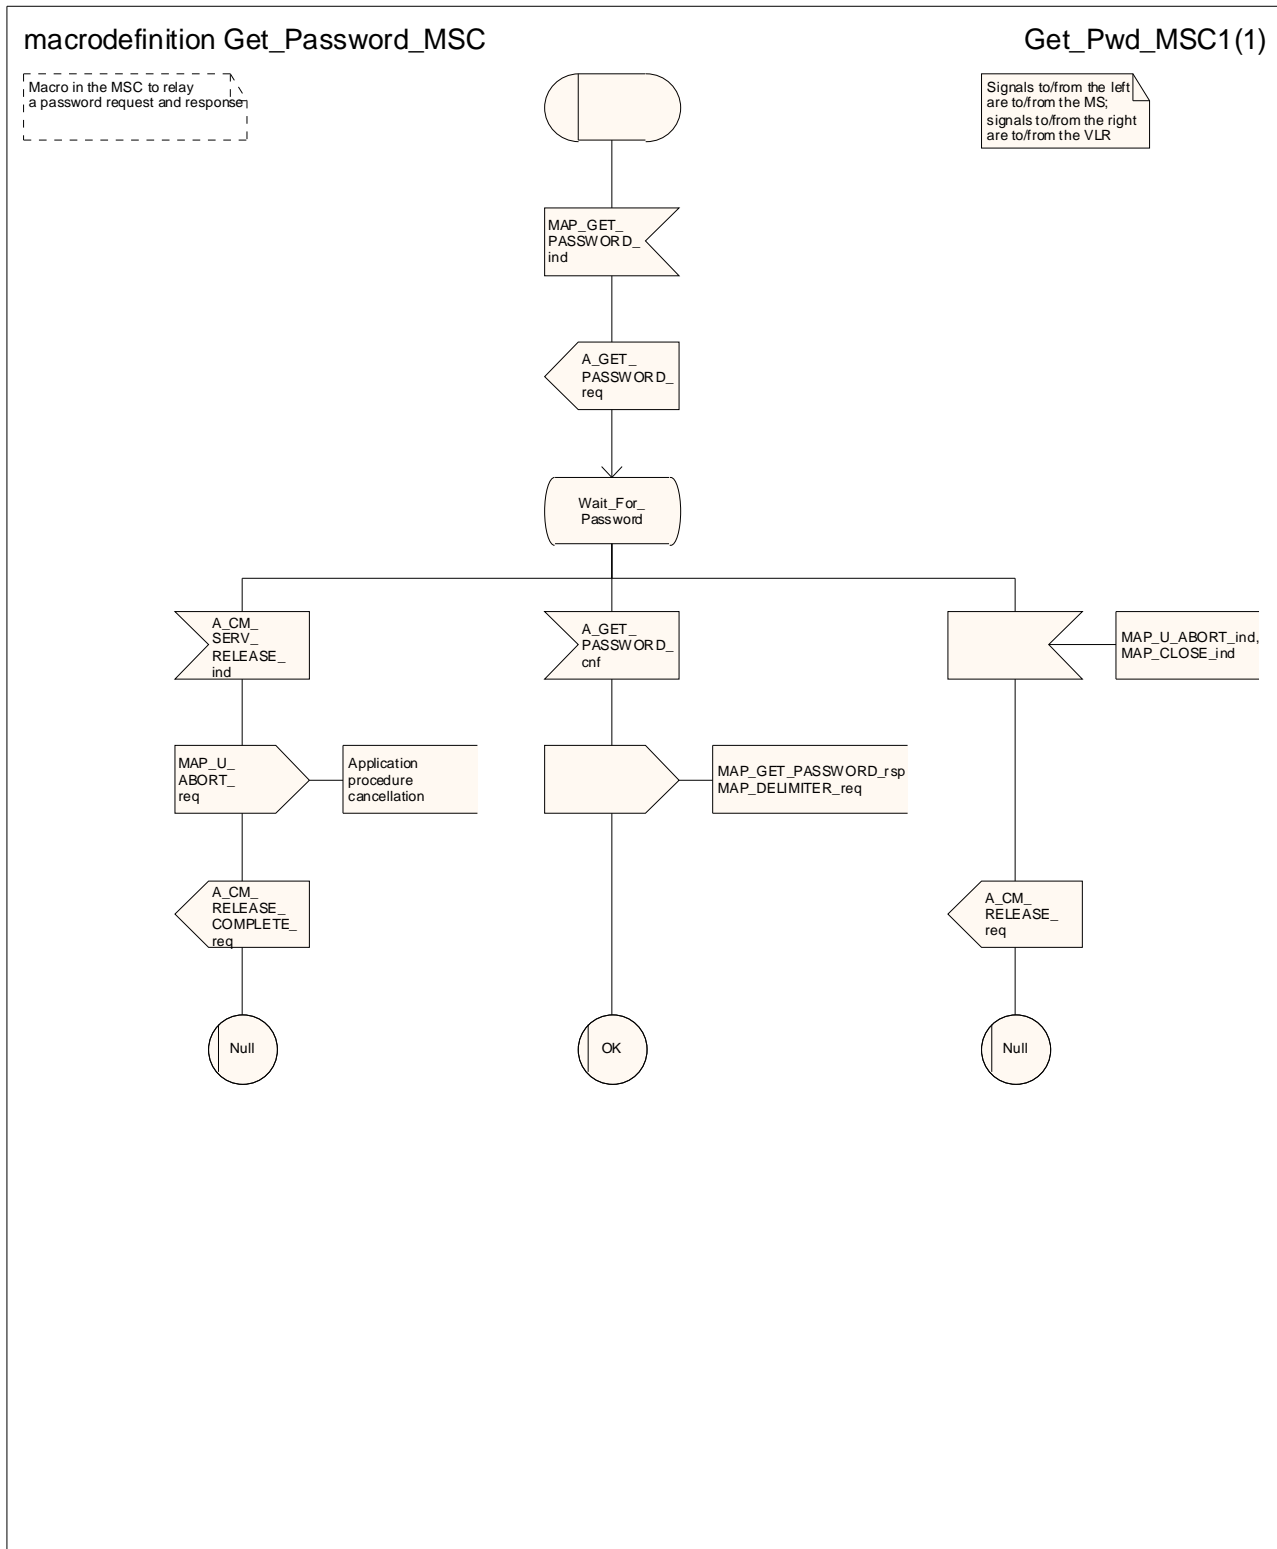 macrodefinition Get_Password_MSC
Get_Pwd_MSC1(1)
Macro in the MSC to relay
a password request and response
Signals to/from the left
are to/from the MS;
signals to/from the right
are to/from the VLR
MAP_GET_
PASSWORD_
ind
A_GET_
PASSWORD_
req
Wait_For_
Password
A_CM_
SERV_
RELEASE_
ind
A_GET_
PASSWORD_
cnf
MAP_U_ABORT_ind,
MAP_CLOSE_ind
MAP_U_
ABORT_
req
Application
procedure
cancellation
MAP_GET_PASSWORD_rsp
MAP_DELIMITER_req
A_CM_
RELEASE_
COMPLETE_
req
A_CM_
RELEASE_
req
Null
OK
Null